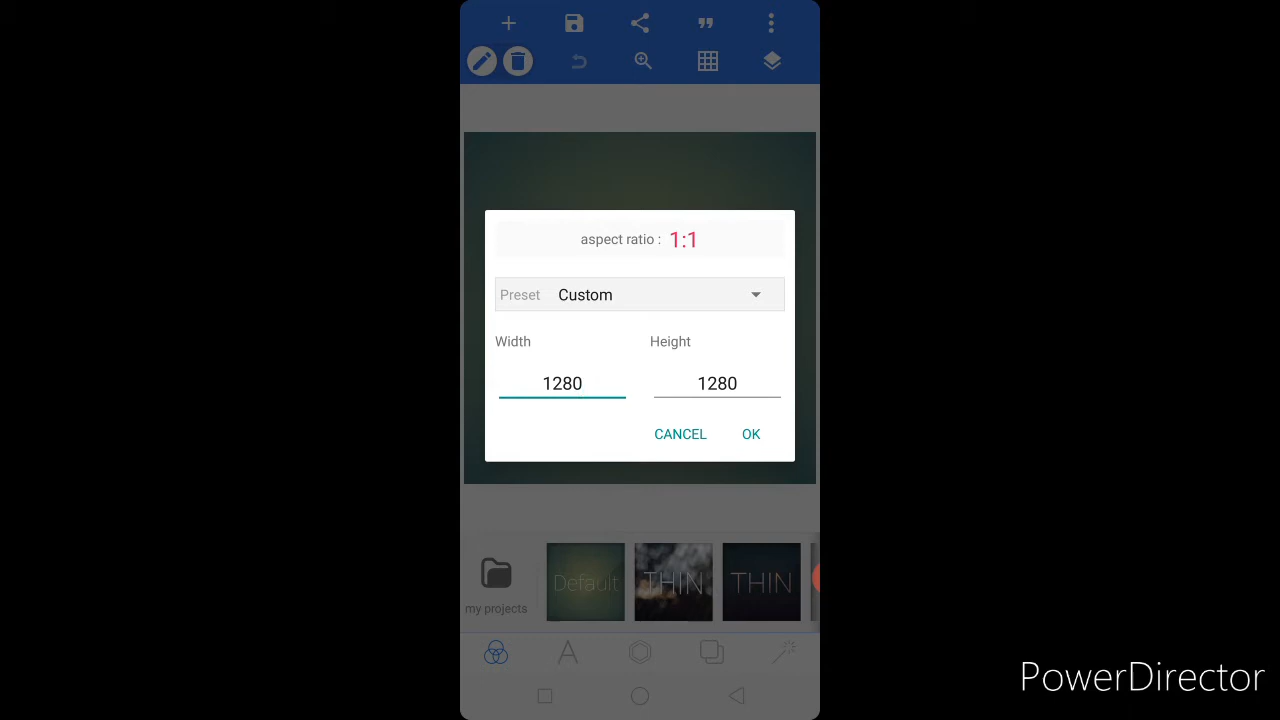 aspect ratio : 1:1
Preset Custom
Width Height
1280 1280
CANCEL OK
my projects Default THIN THIN
PowerDirector